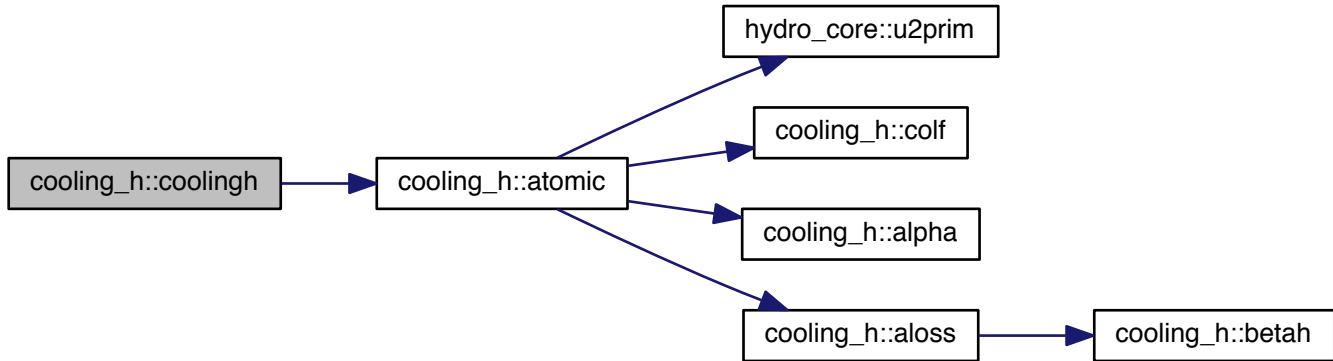 hydro_core::u2prim
cooling_h::colf
cooling_h::coolingh
cooling_h::atomic
cooling_h::alpha
cooling_h::aloss
cooling_h::betah